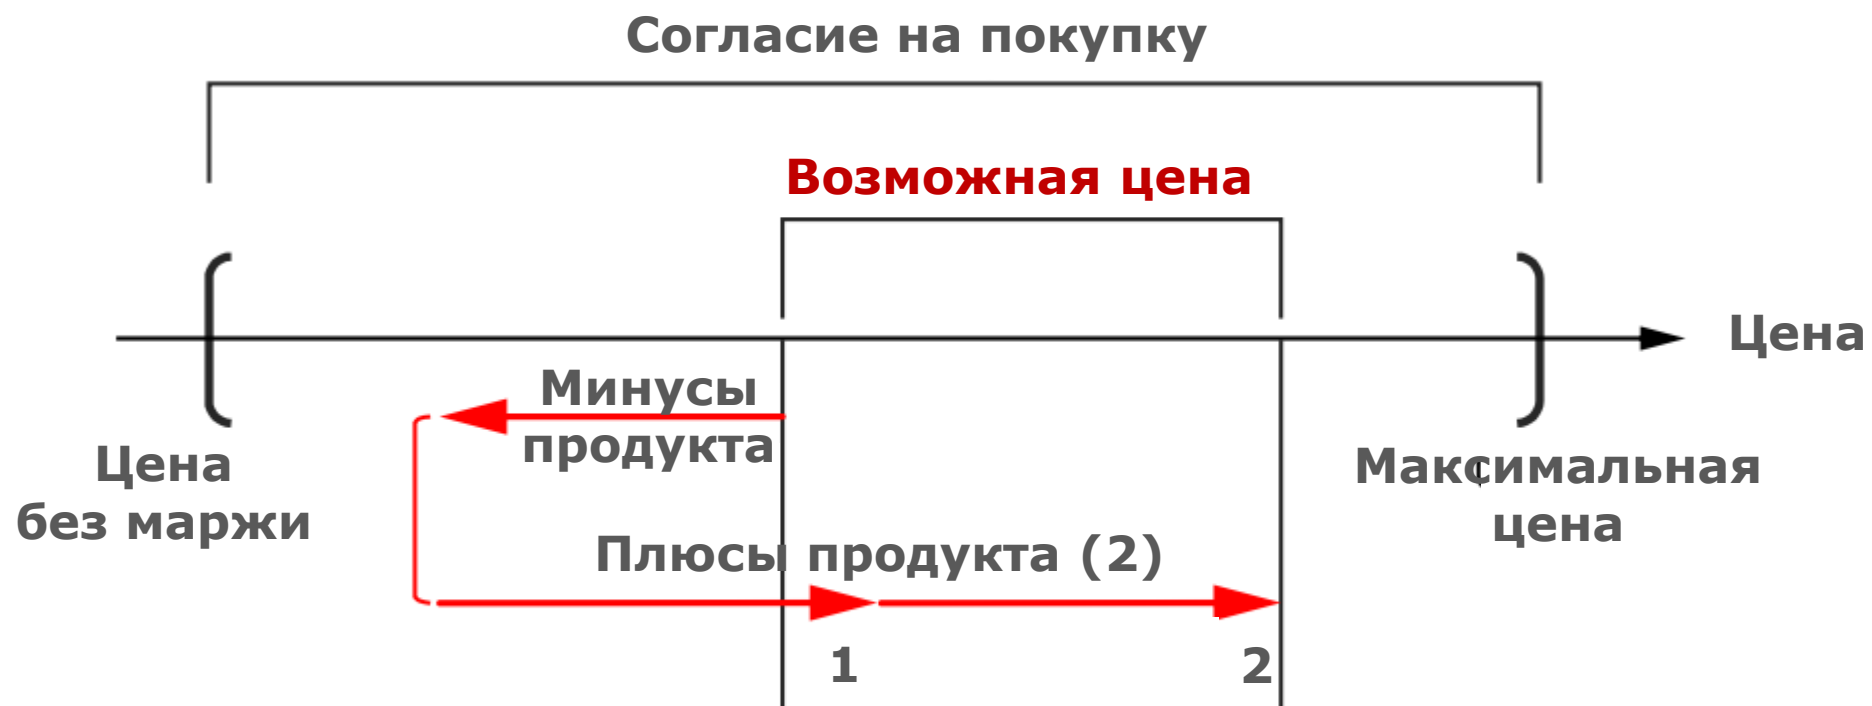 Согласие на покупку
Возможная цена
Цена
Минусы
продукта
Цена
без маржи
Максимальная
цена
Плюсы продукта (2)
1
2